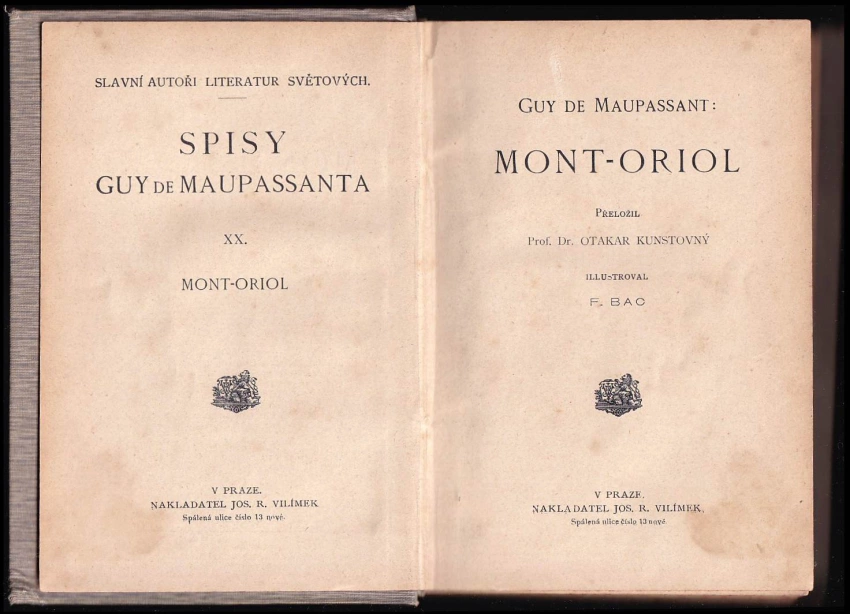 SLAVNÍ AUTOŘI LITERATUR SVĚTOVÝCH.
SPISY
GUY DE MAUPASSANTA
XX.
MONT-ORIOL
V PRAZE.
NAKLADATEL JOS. R. VILÍMEK
Spálená ulice číslo 13 nové.
GUY DE MAUPASSANT:
MONT-ORIOL
PŘELOŽIL
Prof. Dr. OTAKAR KUNSTOVNÝ
ILLUSTROVAL
F. BAC
V PRAZE.
NAKLADATEL JOS. R. VILÍMEK.
Spálená ulice číslo 13 nové.